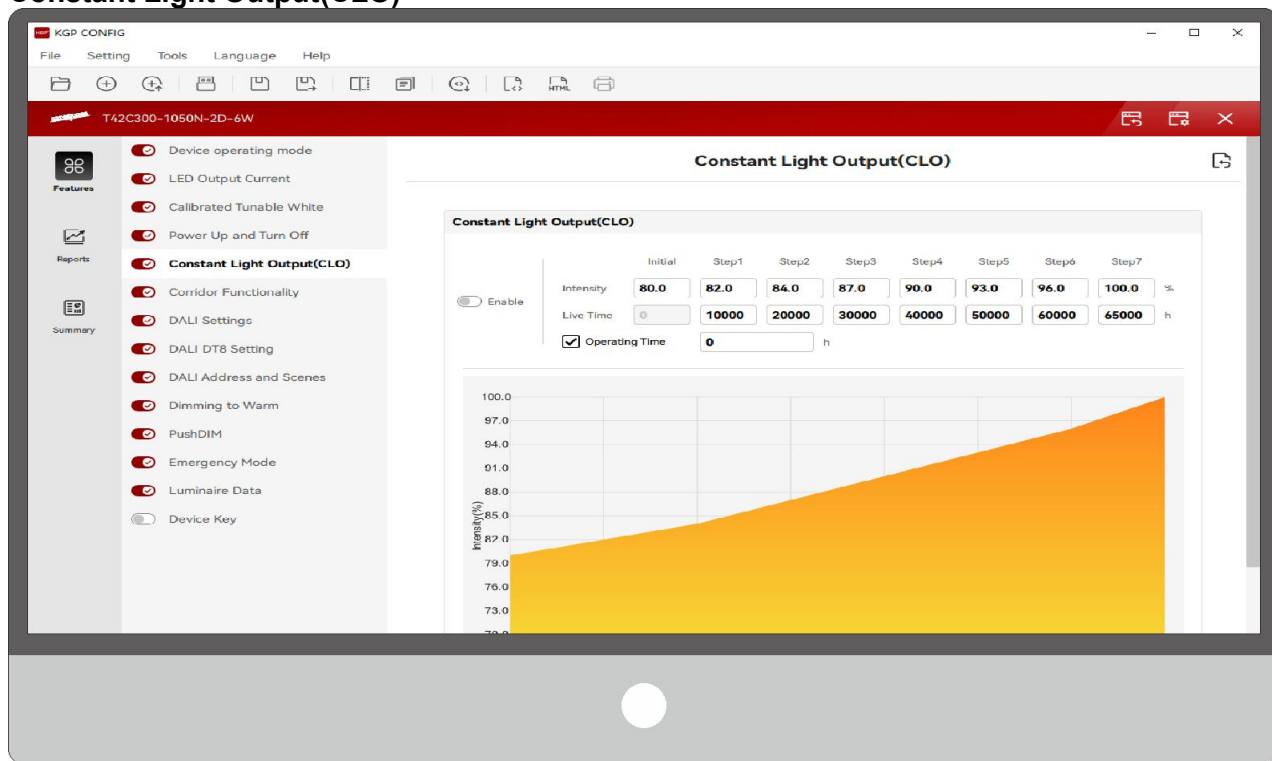 Constant Light Output(CLO)
KGP CONFIG
File Setting Tools Language Help
HTML
T42C300-1050N-2D-6W
Features
Reports
Summary
Device operating mode
LED Output Current
Calibrated Tunable White
Power Up and Turn Off
Constant Light Output(CLO)
Corridor Functionality
DALI Settings
DALI DT8 Setting
DALI Address and Scenes
Dimming to Warm
PushDIM
Emergency Mode
Luminaire Data
Device Key
Constant Light Output(CLO)
Constant Light Output(CLO)
Initial Step1 Step2 Step3 Step4 Step5 Step6 Step7
Enable
Intensity 80.0 82.0 84.0 87.0 90.0 93.0 96.0 100.0 %
Live Time 0 10000 20000 30000 40000 50000 60000 65000 h
Operating Time 0 h
Intensity(%)
100.0
97.0
94.0
91.0
88.0
85.0
82.0
79.0
76.0
73.0